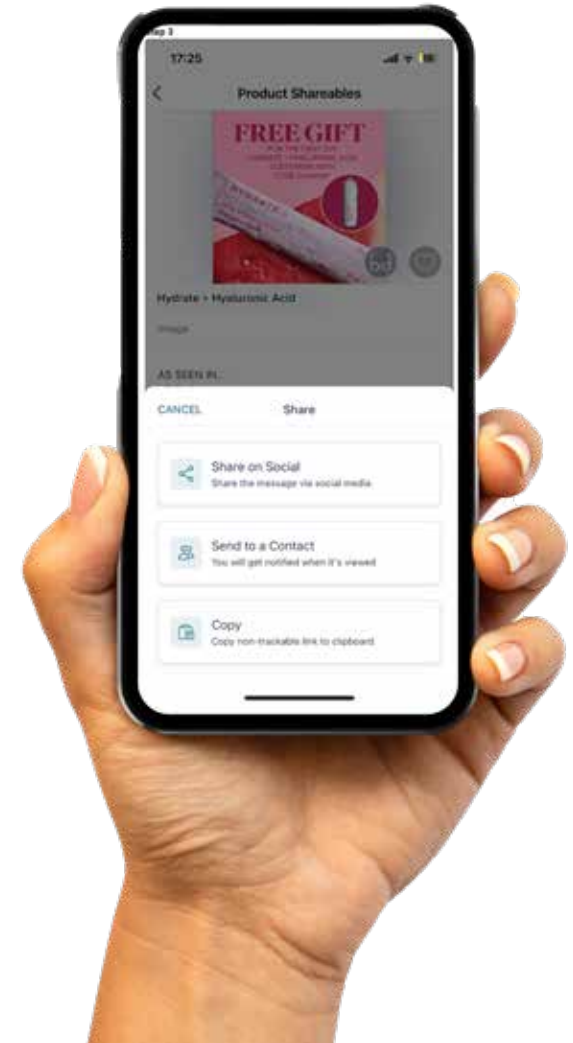 17:25
Product Shareables
FREE GIFT
Hydrate + Hyaluronic Acid
Image
AS SEEN IN..
CANCEL
Share
Share on Social
Share the message via social media
Send to a Contact
You will get notified when it's viewed
Copy
Copy non-trackable link to clipboard